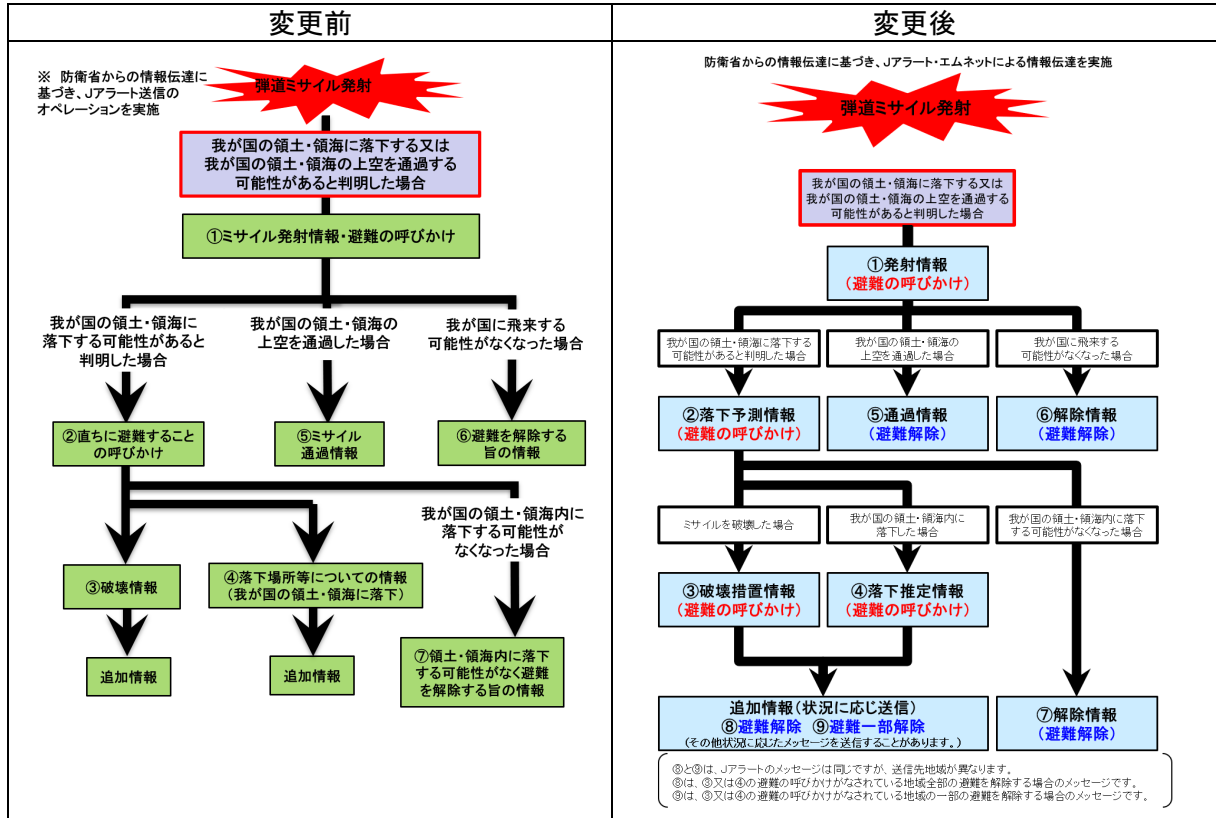 変更前
※ 防衛省からの情報伝達に
基づき、Jアラート送信の
オペレーションを実施
弾道ミサイル発射
我が国の領土・領海に落下する又は
我が国の領土・領海の上空を通過する
可能性があると判明した場合
①ミサイル発射情報・避難の呼びかけ
我が国の領土・領海に
落下する可能性があると
判明した場合
我が国の領土・領海の
上空を通過した場合
我が国に飛来する
可能性がなくなった場合
②直ちに避難すること
の呼びかけ
⑤ミサイル
通過情報
⑥避難を解除する
旨の情報
我が国の領土・領海内に
落下する可能性が
なくなった場合
③破壊情報
④落下場所等についての情報
(我が国の領土・領海に落下)
追加情報
追加情報
⑦領土・領海内に落下
する可能性がなく避難
を解除する旨の情報
変更後
防衛省からの情報伝達に基づき、Jアラート・エムネットによる情報伝達を実施
弾道ミサイル発射
我が国の領土・領海に落下する又は
我が国の領土・領海の上空を通過する
可能性があると判明した場合
①発射情報
(避難の呼びかけ)
我が国の領土・領海に落下する
可能性があると判明した場合
我が国の領土・領海の
上空を通過した場合
我が国に飛来する
可能性がなくなった場合
②落下予測情報
(避難の呼びかけ)
⑤通過情報
(避難解除)
⑥解除情報
(避難解除)
ミサイルを破壊した場合
我が国の領土・領海内に
落下した場合
我が国の領土・領海内に落下
する可能性がなくなった場合
③破壊措置情報
(避難の呼びかけ)
④落下推定情報
(避難の呼びかけ)
追加情報(状況に応じ送信)
⑧避難解除 ⑨避難一部解除
(その他状況に応じたメッセージを送信することがあります。)
⑦解除情報
(避難解除)
⑧と⑨は、Jアラートのメッセージは同じですが、送信先地域が異なります。
⑧は、③又は④の避難の呼びかけがなされている地域全部の避難を解除する場合のメッセージです。
⑨は、③又は④の避難の呼びかけがなされている地域の一部の避難を解除する場合のメッセージです。